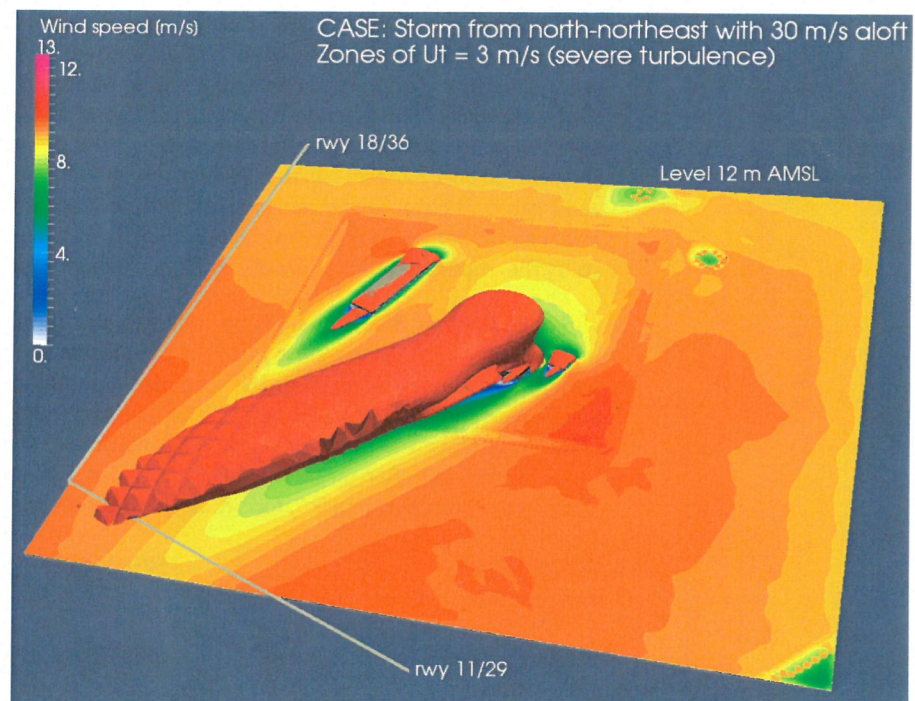 Wind speed (m/s)
CASE: Storm from north-northeast with 30 m/s aloft
Zones of Ut = 3 m/s (severe turbulence)
13.
12.
8.
4.
0.
rwy 18/36
Level 12 m AMSL
rwy 11/29